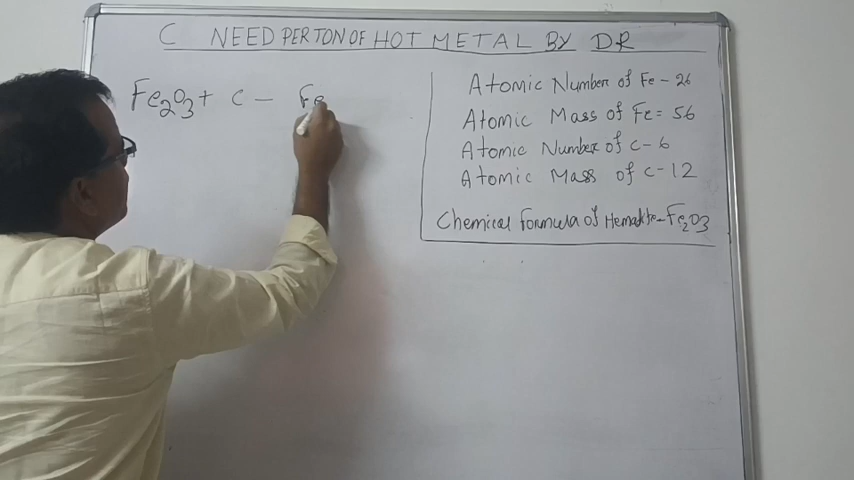 C NEED PER TON OF HOT METAL BY DR
Fe2O3 + C - Fe
Atomic Number of Fe - 26
Atomic Mass of Fe = 56
Atomic Number of C - 6
Atomic Mass of C - 12
Chemical formula of Hematite - Fe2O3